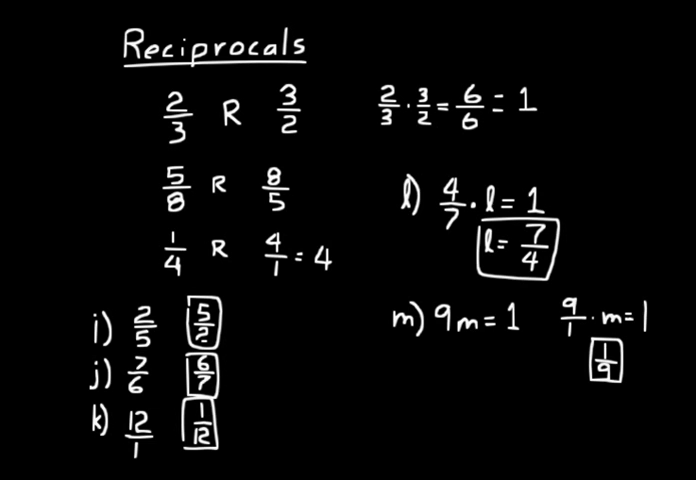 Reciprocals
2/3 R 3/2
5/8 R 8/5
1/4 R 4/1 = 4
i) 2/5 5/2
j) 7/6 6/7
k) 12/1 1/12
2/3 · 3/2 = 6/6 = 1
l) 4/7 · l = 1
l = 7/4
m) 9m = 1 9/1 · m = 1
1/9